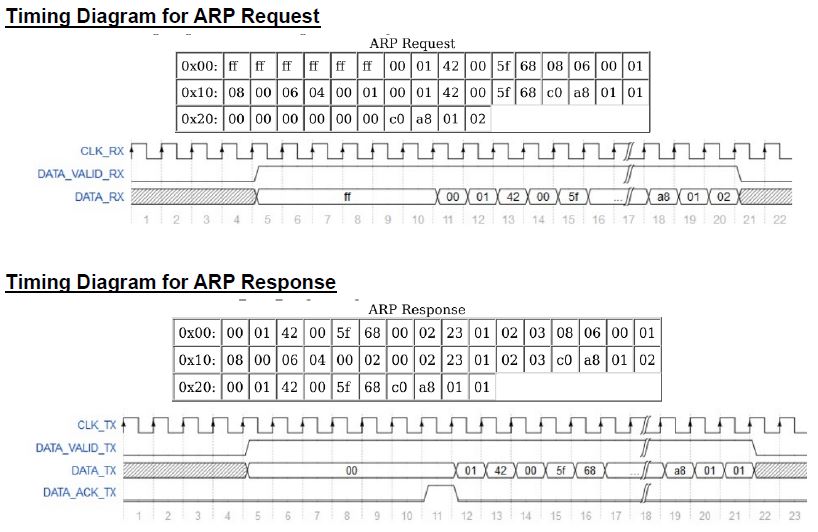 Timing Diagram for ARP Request
ARP Request
0x00: ff ff ff ff ff ff 00 01 42 00 5f 68 08 06 00 01
0x10: 08 00 06 04 00 01 00 01 42 00 5f 68 c0 a8 01 01
0x20: 00 00 00 00 00 00 c0 a8 01 02
CLK_RX
DATA_VALID_RX
DATA_RX ff 00 01 42 00 5f ... a8 01 02
1 2 3 4 5 6 7 8 9 10 11 12 13 14 15 16 17 18 19 20 21 22
Timing Diagram for ARP Response
ARP Response
0x00: 00 01 42 00 5f 68 00 02 23 01 02 03 08 06 00 01
0x10: 08 00 06 04 00 02 00 02 23 01 02 03 c0 a8 01 02
0x20: 00 01 42 00 5f 68 c0 a8 01 01
CLK_TX
DATA_VALID_TX
DATA_TX 00 01 42 00 5f 68 ... a8 01 01
DATA_ACK_TX
1 2 3 4 5 6 7 8 9 10 11 12 13 14 15 16 17 18 19 20 21 22 23